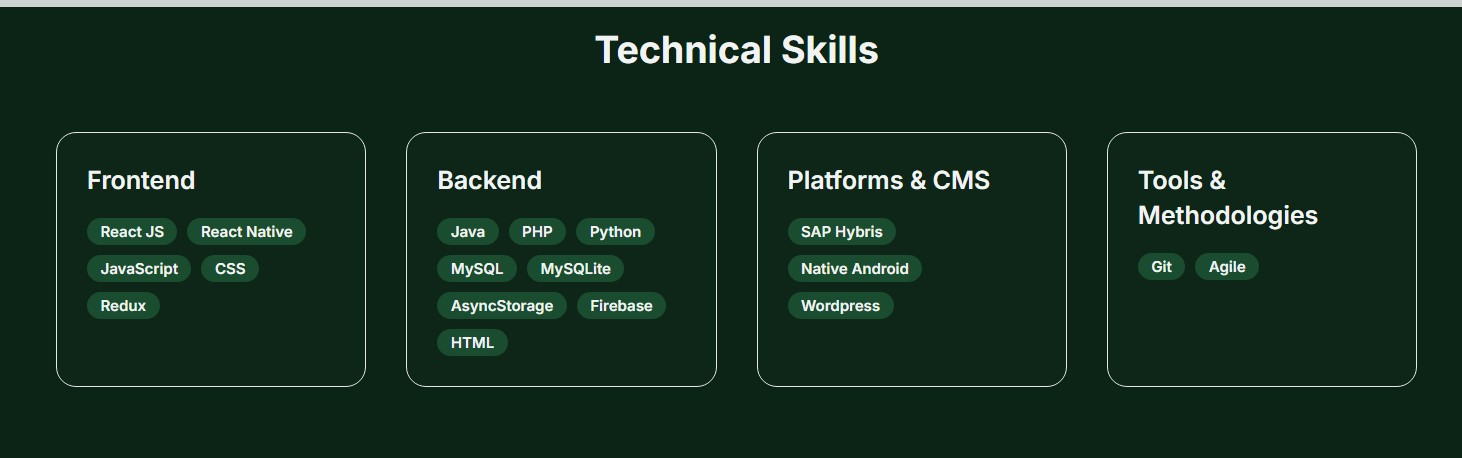 Technical Skills
Frontend
React JS React Native
JavaScript CSS
Redux
Backend
Java PHP Python
MySQL MySQLite
AsyncStorage Firebase
HTML
Platforms & CMS
SAP Hybris
Native Android
Wordpress
Tools &
Methodologies
Git Agile